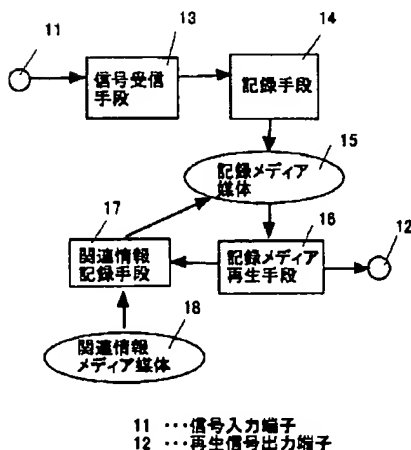 11
13
14
信号受信
手段
記録手段
15
記録メディア
媒体
17
16
12
関連情報
記録手段
記録メディア
再生手段
18
関連情報
メディア媒体
11 ・・・信号入力端子
12 ・・・再生信号出力端子